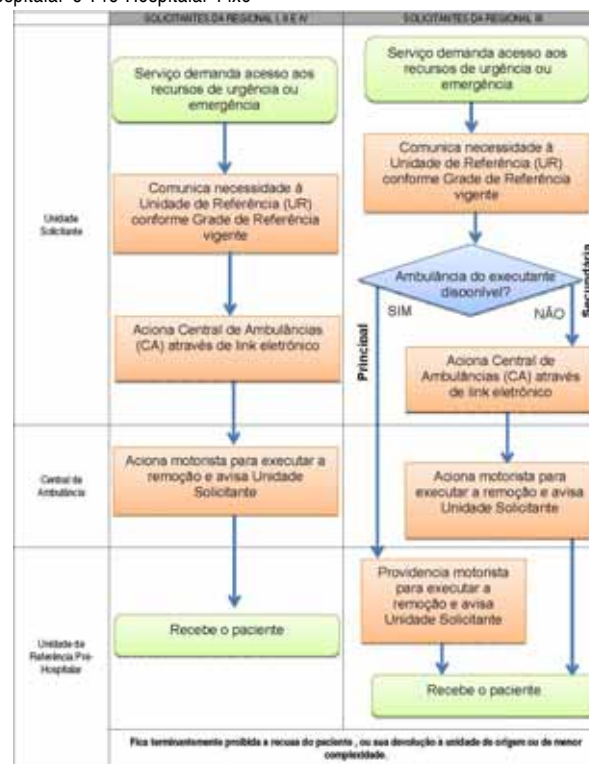 SOLICITANTES DA REGIONAL I, II E IV
SOLICITANTES DA REGIONAL III
Unidade
Solicitante
Serviço demanda acesso aos
recursos de urgência ou
emergência
Comunica necessidade à
Unidade de Referência (UR)
conforme Grade de Referência
vigente
Aciona Central de Ambulâncias
(CA) através de link eletrônico
Serviço demanda acesso aos
recursos de urgência ou
emergência
Comunica necessidade à
Unidade de Referência (UR)
conforme Grade de Referência
vigente
Ambulância do executante
disponível?
SIM
NÃO
Principal
Secundária
Aciona Central de
Ambulâncias (CA) através
de link eletrônico
Central de
Ambulância
Aciona motorista para executar a
remoção e avisa Unidade
Solicitante
Aciona motorista para
executar a remoção e avisa
Unidade Solicitante
Unidade de
Referência Pré-
Hospitalar
Recebe o paciente
Providencia motorista
para executar a
remoção e avisa
Unidade Solicitante
Recebe o paciente
Fica terminantemente proibida a recusa do paciente , ou sua devolução à unidade de origem ou de menor
complexidade.